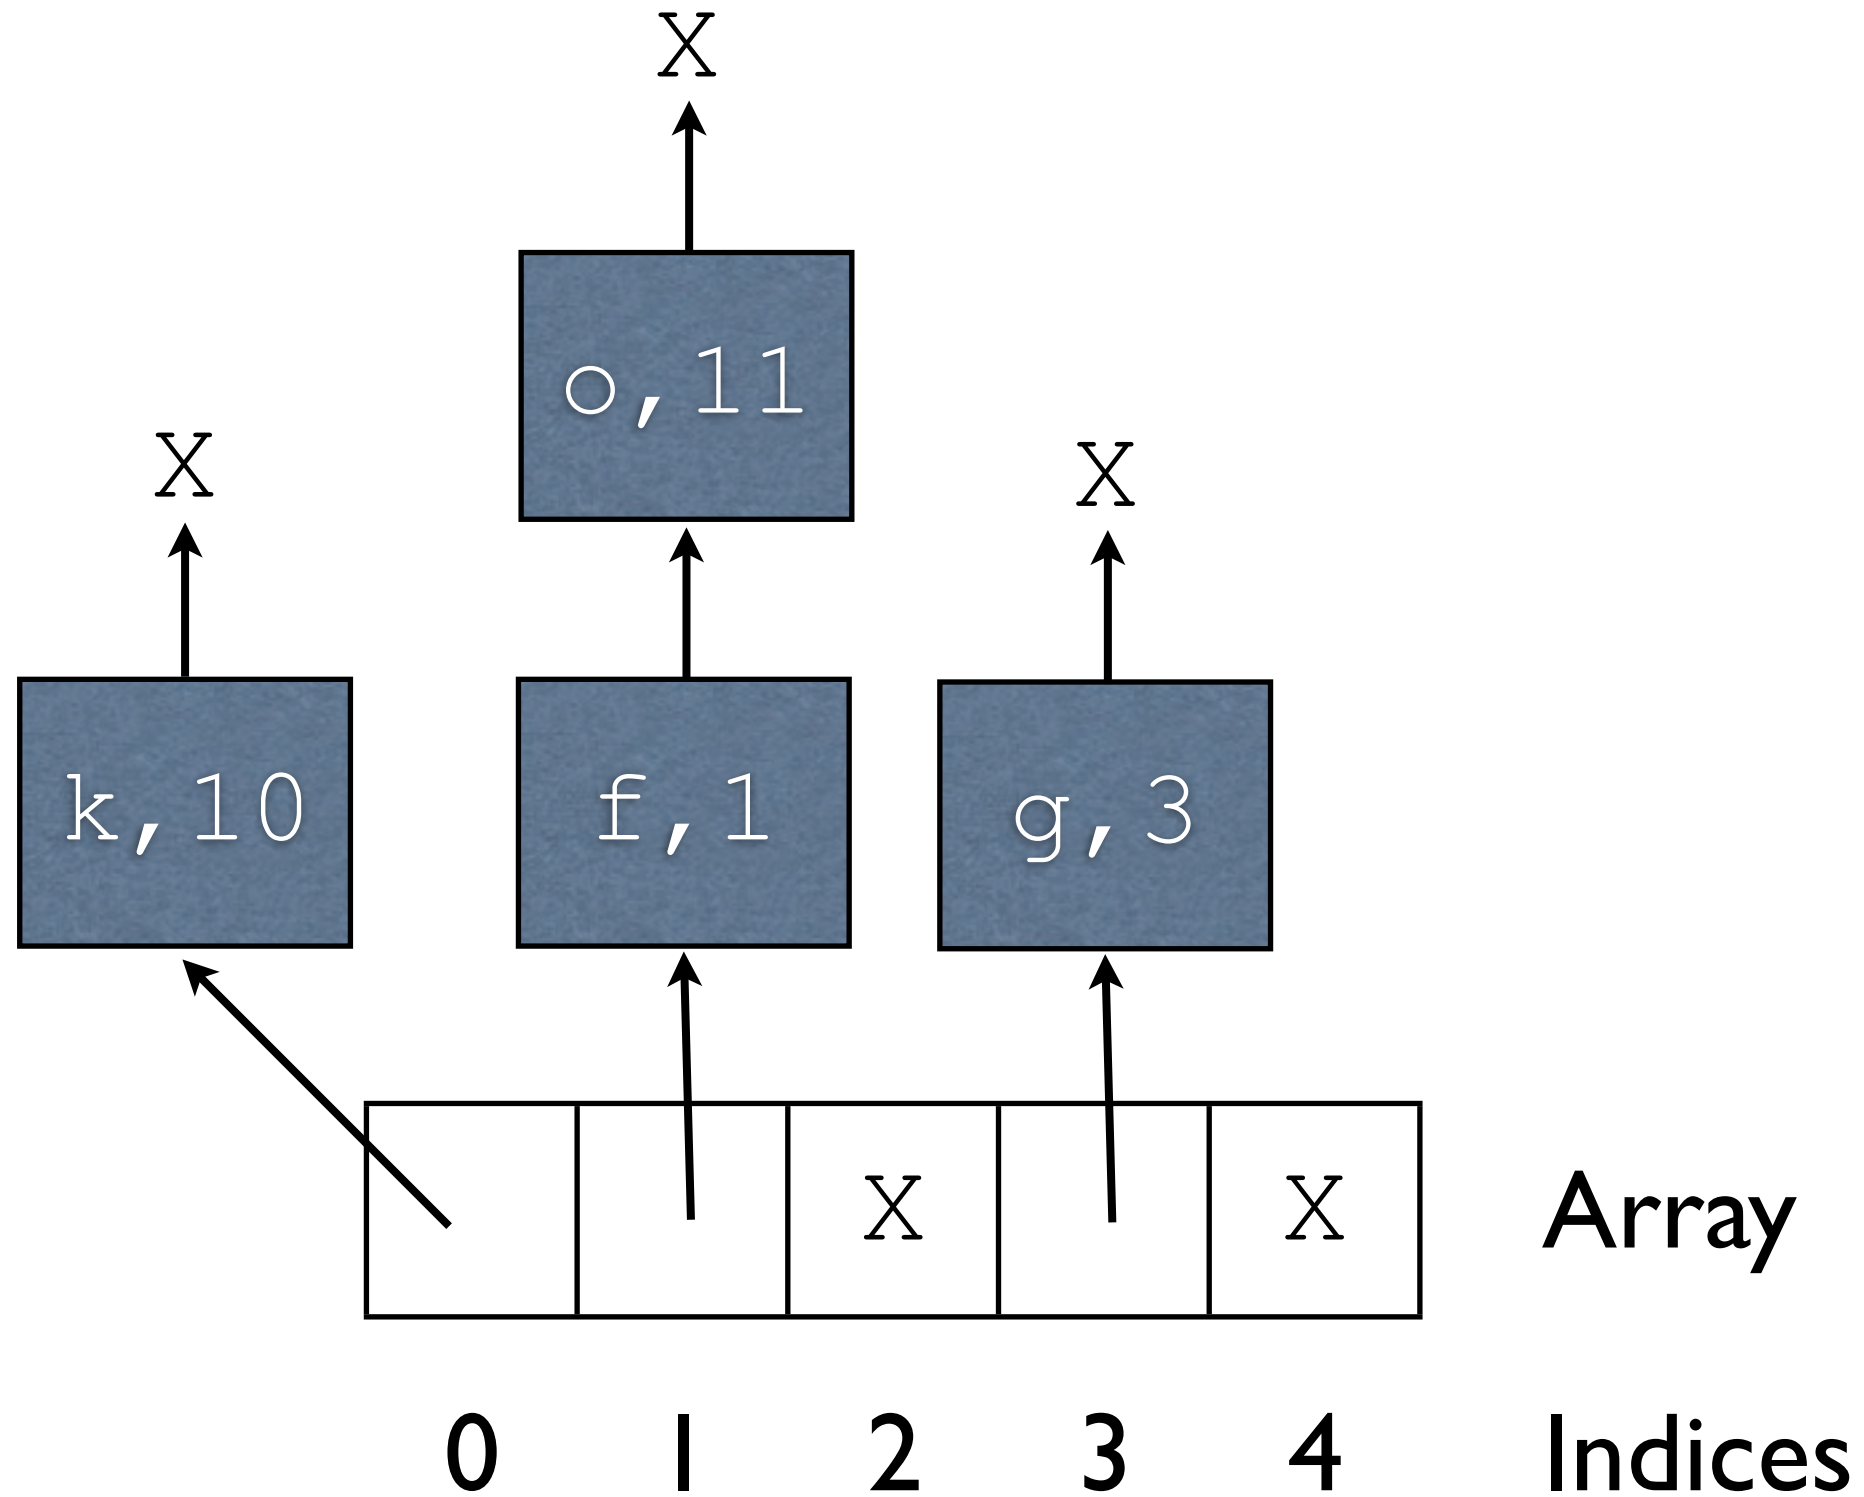 X
o,11
X
X
k,10 f,1 g,3
X X Array
0 1 2 3 4 Indices